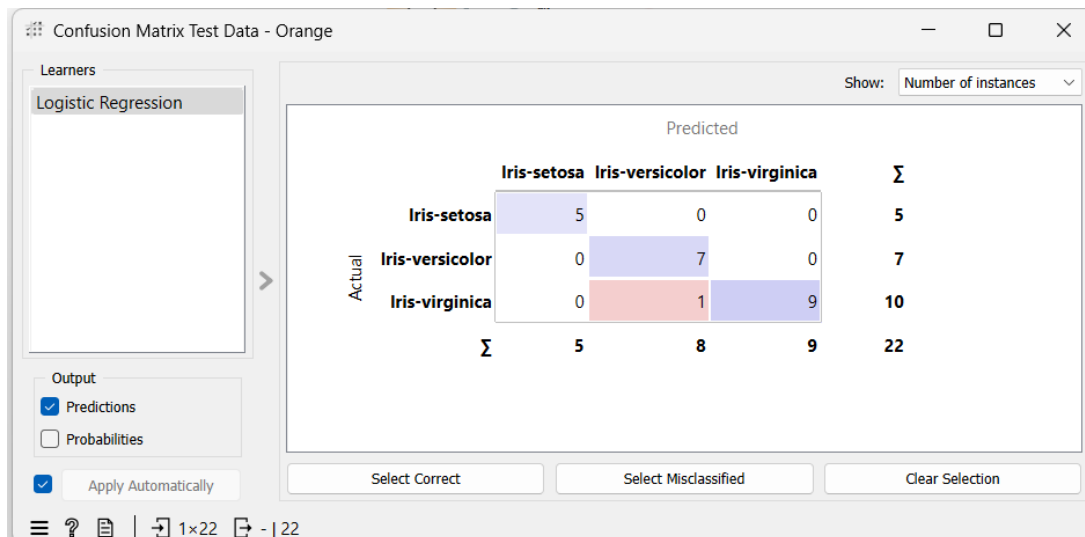 Confusion Matrix Test Data - Orange
Learners
Logistic Regression
Show: Number of instances
Predicted
Iris-setosa Iris-versicolor Iris-virginica Σ
Iris-setosa 5 0 0 5
Iris-versicolor 0 7 0 7
Iris-virginica 0 1 9 10
Σ 5 8 9 22
Actual
Output
Predictions
Probabilities
Apply Automatically
Select Correct Select Misclassified Clear Selection
1×22 - | 22